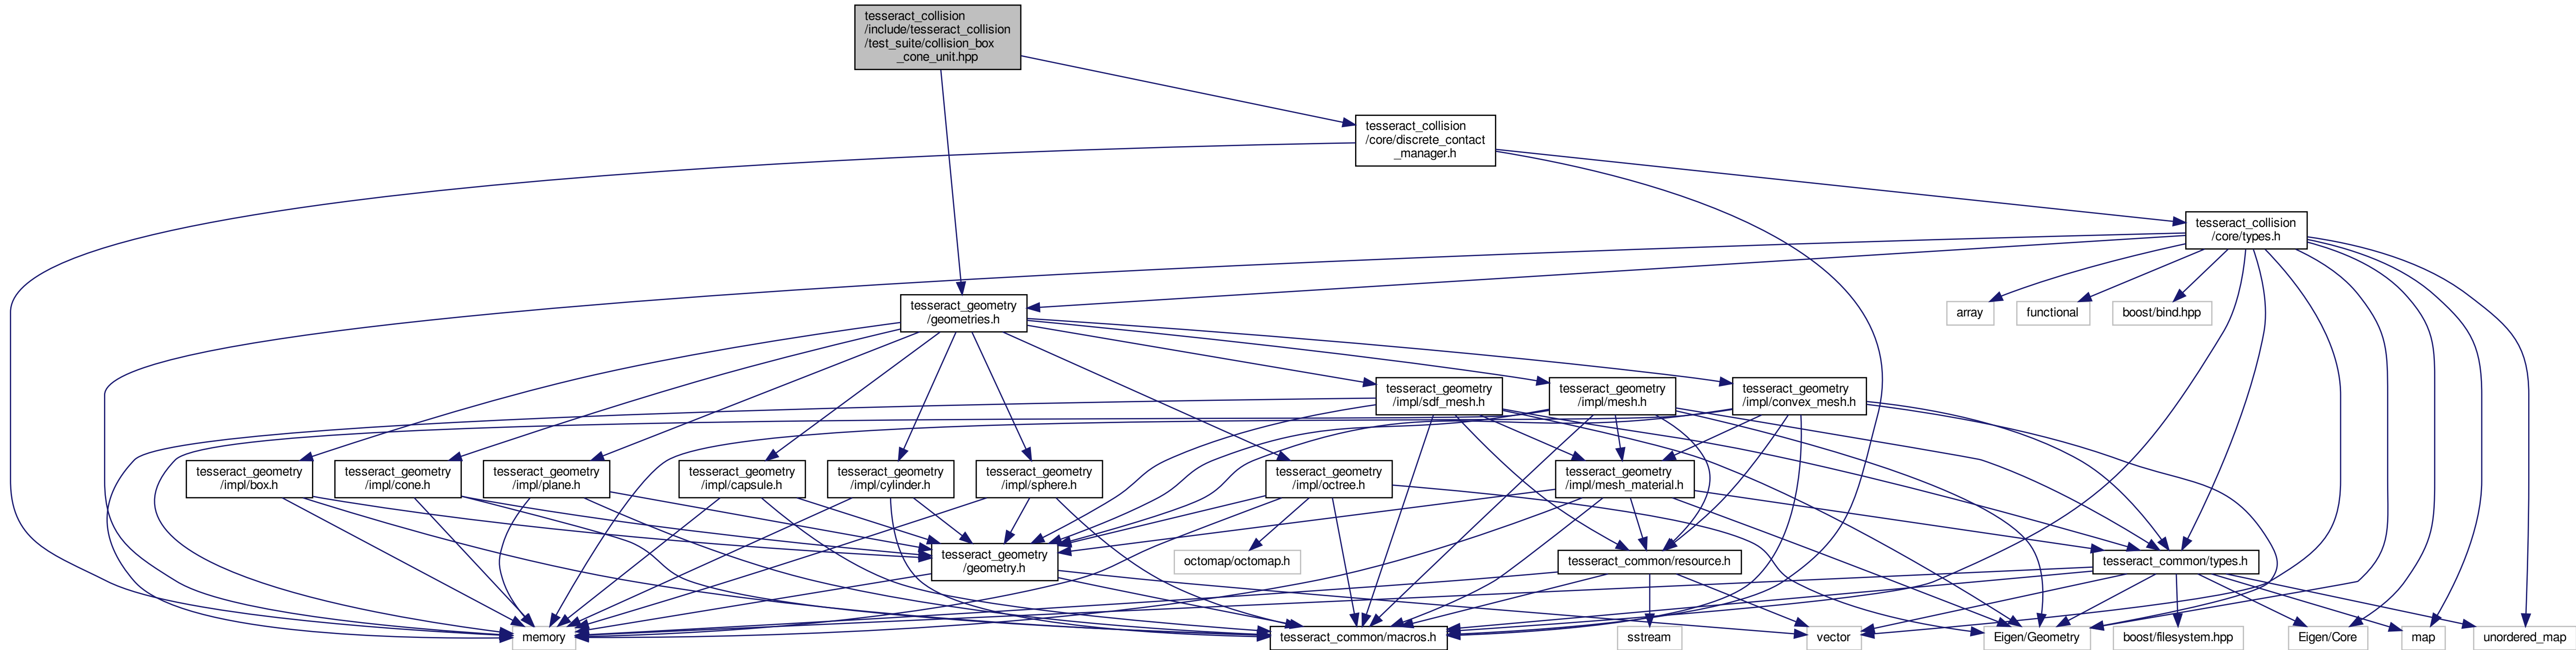 tesseract_collision
/include/tesseract_collision
/test_suite/collision_box
_cone_unit.hpp
tesseract_collision
/core/discrete_contact
_manager.h
tesseract_collision
/core/types.h
tesseract_geometry
/geometries.h
array
functional
boost/bind.hpp
tesseract_geometry
/impl/sdf_mesh.h
tesseract_geometry
/impl/mesh.h
tesseract_geometry
/impl/convex_mesh.h
tesseract_geometry
/impl/box.h
tesseract_geometry
/impl/cone.h
tesseract_geometry
/impl/plane.h
tesseract_geometry
/impl/capsule.h
tesseract_geometry
/impl/cylinder.h
tesseract_geometry
/impl/sphere.h
tesseract_geometry
/impl/octree.h
tesseract_geometry
/impl/mesh_material.h
tesseract_geometry
/geometry.h
octomap/octomap.h
tesseract_common/resource.h
tesseract_common/types.h
memory
tesseract_common/macros.h
sstream
vector
Eigen/Geometry
boost/filesystem.hpp
Eigen/Core
map
unordered_map